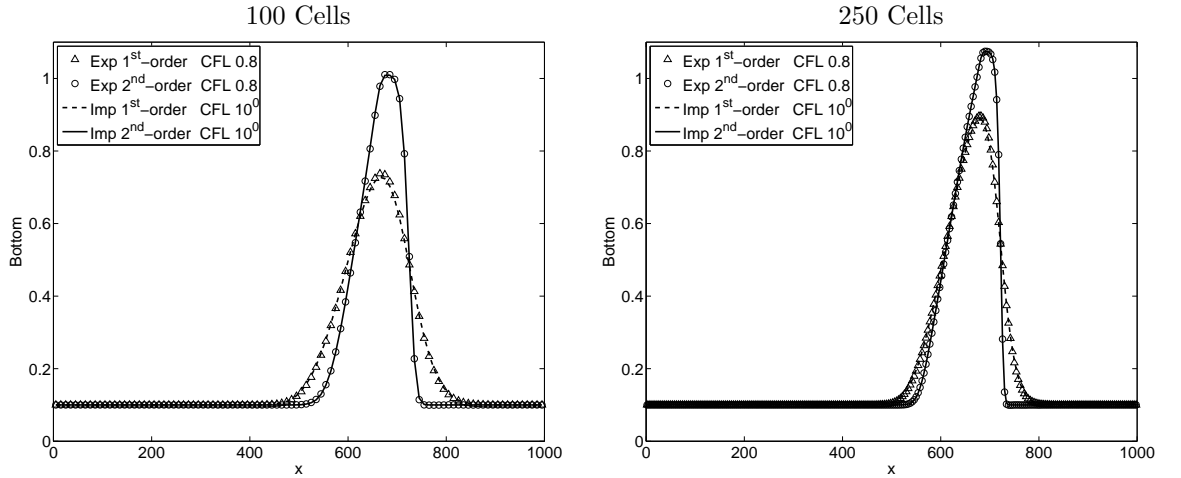 100 Cells
Exp 1st−order CFL 0.8
Exp 2nd−order CFL 0.8
Imp 1st−order CFL 10^0
Imp 2nd−order CFL 10^0
1
0.8
0.6
0.4
0.2
0
Bottom
0 200 400 600 800 1000
x
250 Cells
Exp 1st−order CFL 0.8
Exp 2nd−order CFL 0.8
Imp 1st−order CFL 10^0
Imp 2nd−order CFL 10^0
1
0.8
0.6
0.4
0.2
0
Bottom
0 200 400 600 800 1000
x